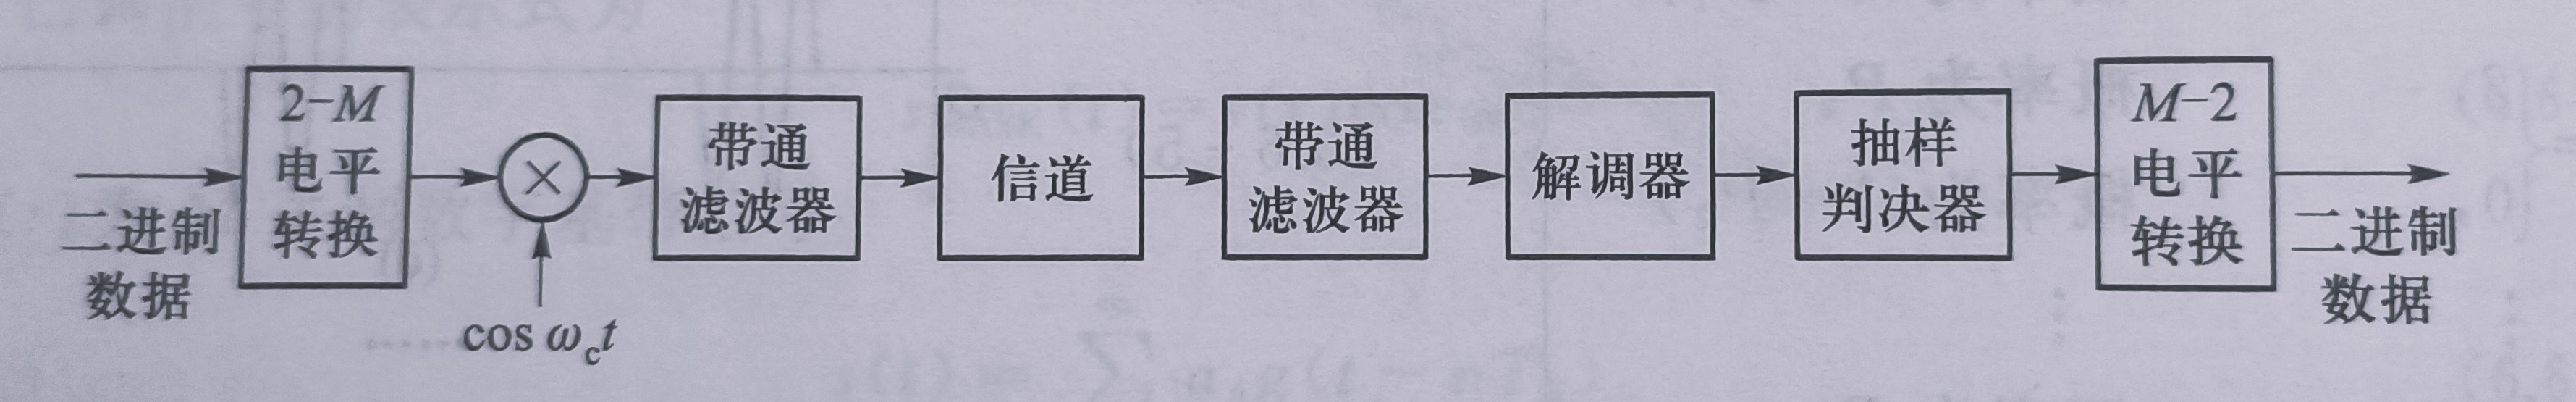 2-M
电平
转换
二进制
数据
cos ω_c t
带通
滤波器
信道
带通
滤波器
解调器
抽样
判决器
M-2
电平
转换
二进制
数据